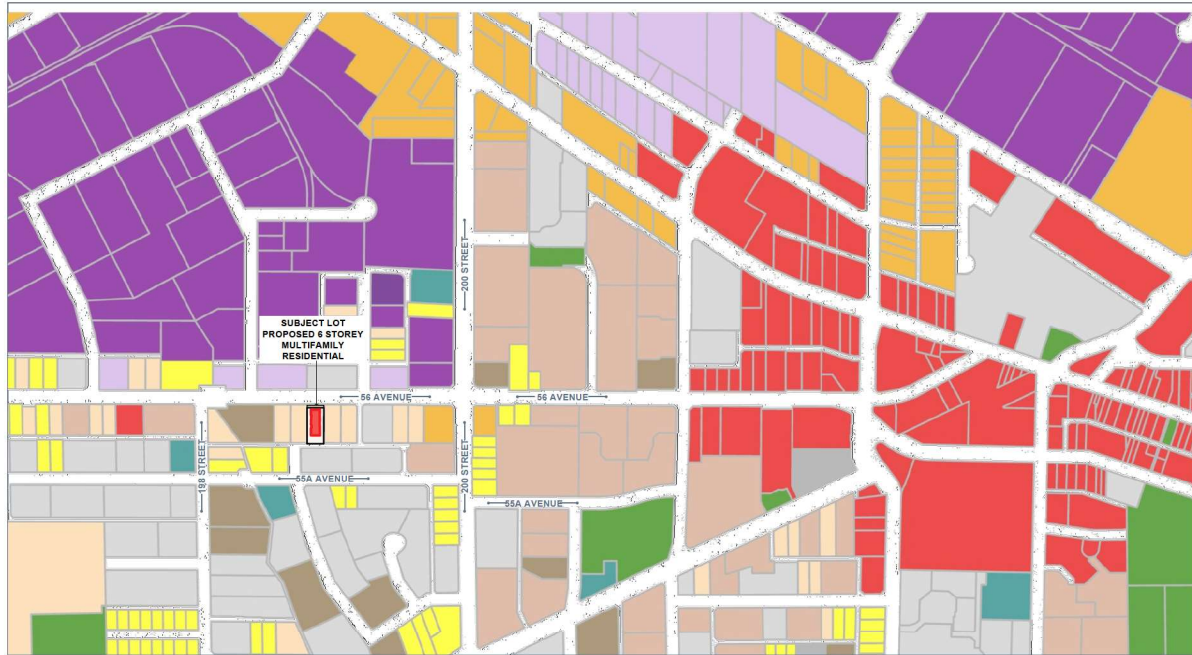 200 STREET
SUBJECT LOT
PROPOSED 6 STOREY
MULTIFAMILY
RESIDENTIAL
56 AVENUE
56 AVENUE
198 STREET
200 STREET
55A AVENUE
55A AVENUE